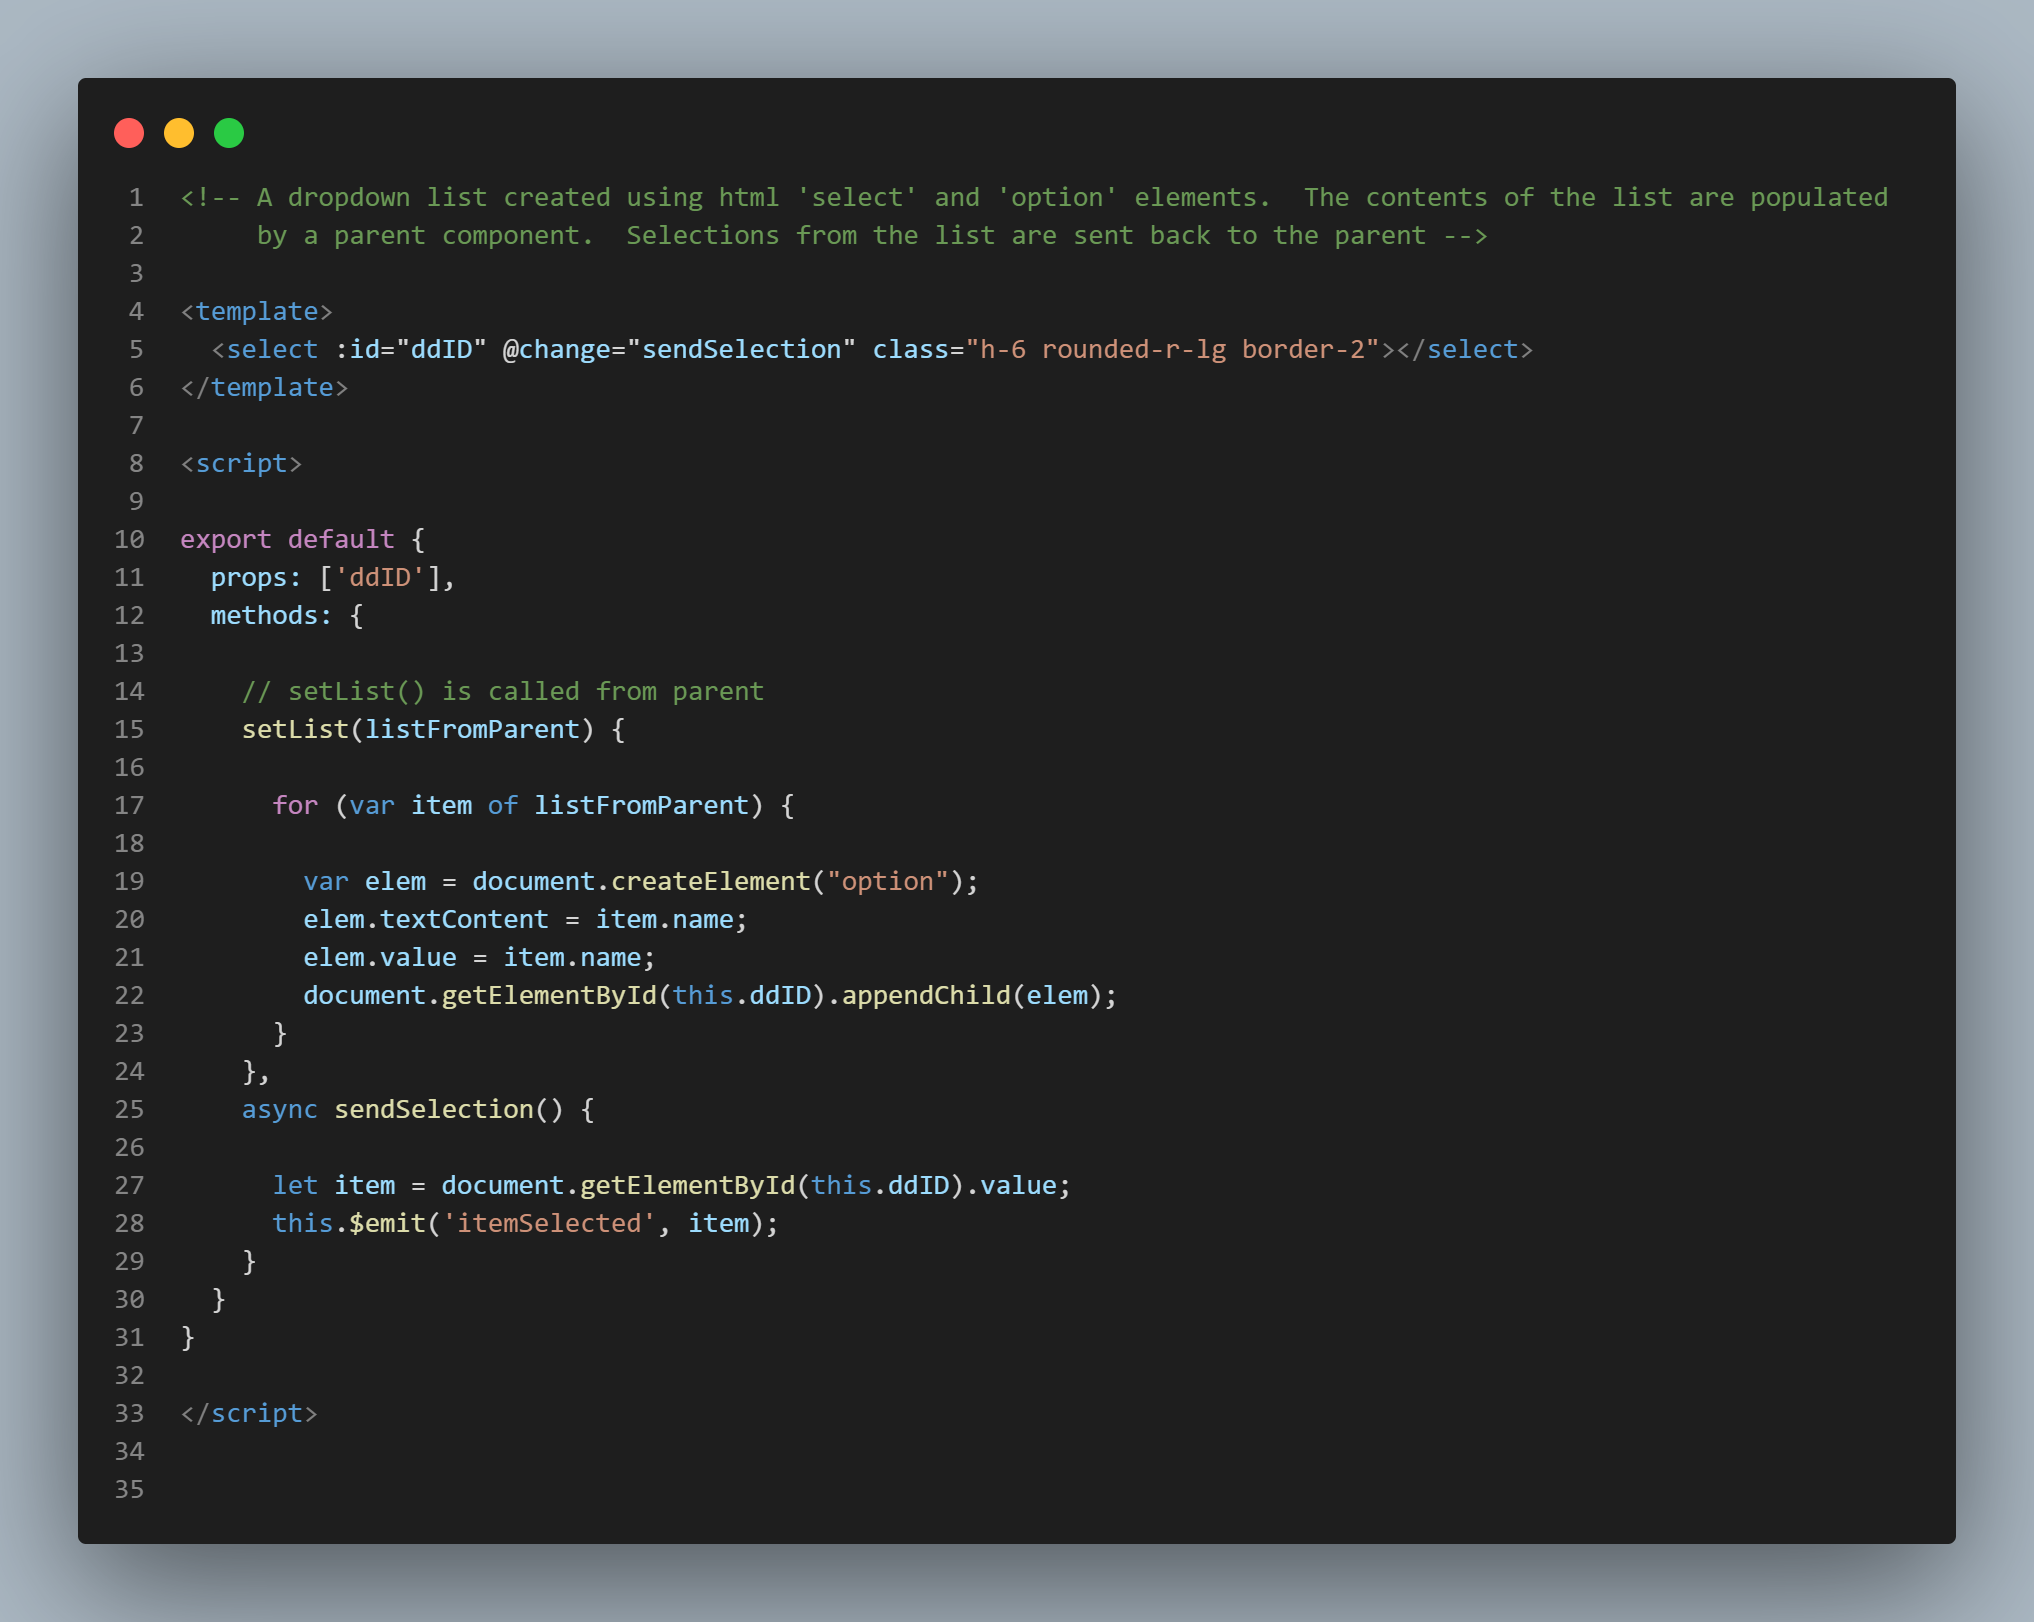 1 <!-- A dropdown list created using html 'select' and 'option' elements.  The contents of the list are populated
2      by a parent component.  Selections from the list are sent back to the parent -->
3
4 <template>
5   <select :id="ddID" @change="sendSelection" class="h-6 rounded-r-lg border-2"></select>
6 </template>
7
8 <script>
9
10 export default {
11   props: ['ddID'],
12   methods: {
13
14     // setList() is called from parent
15     setList(listFromParent) {
16
17       for (var item of listFromParent) {
18
19         var elem = document.createElement("option");
20         elem.textContent = item.name;
21         elem.value = item.name;
22         document.getElementById(this.ddID).appendChild(elem);
23       }
24     },
25     async sendSelection() {
26
27       let item = document.getElementById(this.ddID).value;
28       this.$emit('itemSelected', item);
29     }
30   }
31 }
32
33 </script>
34
35